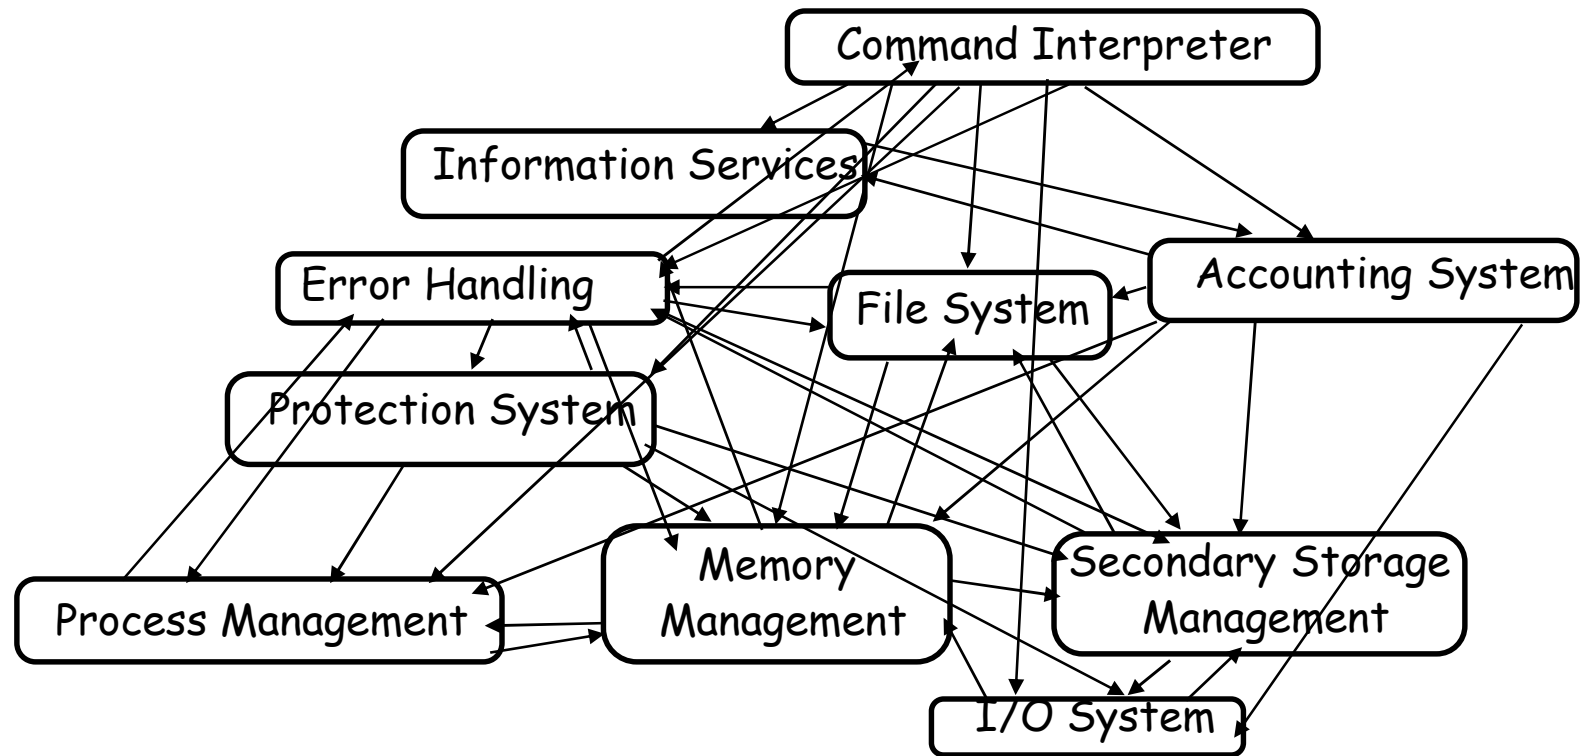 Command Interpreter
Information Services
Error Handling
File System
Accounting System
Protection System
Memory
Management
Secondary Storage
Management
Process Management
I/O System